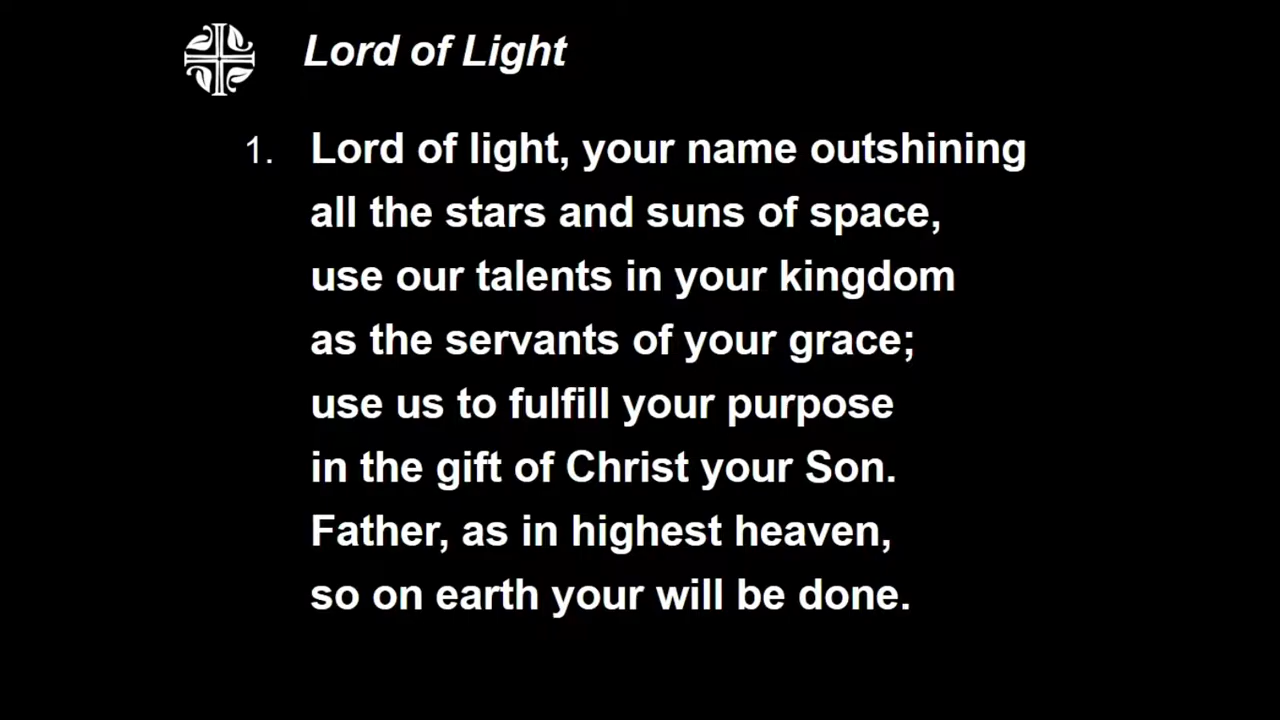 Lord of Light
1. Lord of light, your name outshining
all the stars and suns of space,
use our talents in your kingdom
as the servants of your grace;
use us to fulfill your purpose
in the gift of Christ your Son.
Father, as in highest heaven,
so on earth your will be done.